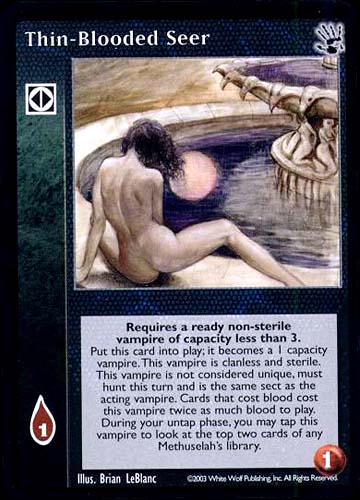 Thin-Blooded Seer
Requires a ready non-sterile
vampire of capacity less than 3.
Put this card into play; it becomes a 1 capacity
vampire. This vampire is clanless and sterile.
This vampire is not considered unique, must
hunt this turn and is the same sect as the
acting vampire. Cards that cost blood cost
this vampire twice as much blood to play.
During your untap phase, you may tap this
vampire to look at the top two cards of any
Methuselah's library.
1
1
Illus. Brian LeBlanc
©2003 White Wolf Publishing, Inc. All Rights Reserved.